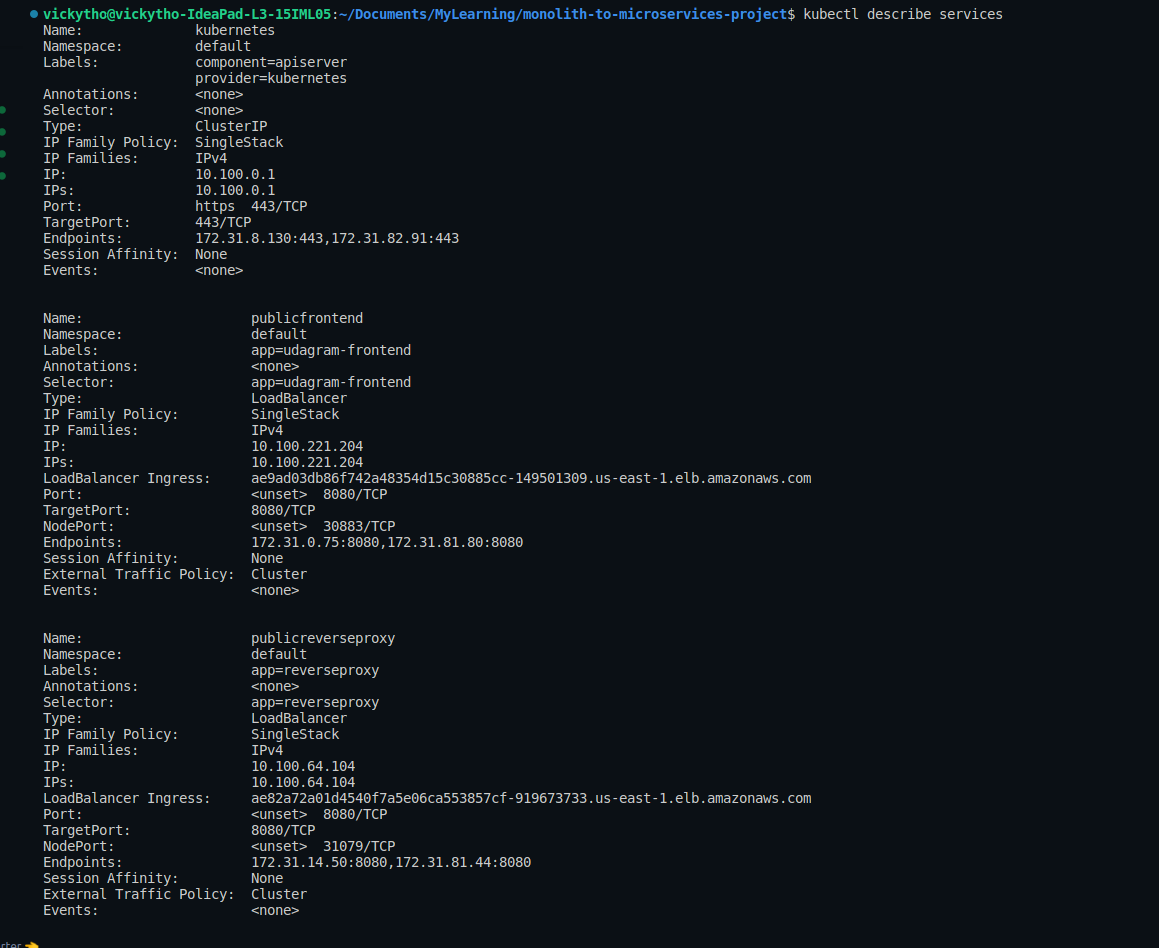 vickytho@vickytho-IdeaPad-L3-15IML05:~/Documents/MyLearning/monolith-to-microservices-project$ kubectl describe services
Name:              kubernetes
Namespace:         default
Labels:            component=apiserver
                   provider=kubernetes
Annotations:       <none>
Selector:          <none>
Type:              ClusterIP
IP Family Policy:  SingleStack
IP Families:       IPv4
IP:                10.100.0.1
IPs:               10.100.0.1
Port:              https  443/TCP
TargetPort:        443/TCP
Endpoints:         172.31.8.130:443,172.31.82.91:443
Session Affinity:  None
Events:            <none>

Name:                     publicfrontend
Namespace:                default
Labels:                   app=udagram-frontend
Annotations:              <none>
Selector:                 app=udagram-frontend
Type:                     LoadBalancer
IP Family Policy:         SingleStack
IP Families:              IPv4
IP:                       10.100.221.204
IPs:                      10.100.221.204
LoadBalancer Ingress:     ae9ad03db86f742a48354d15c30885cc-149501309.us-east-1.elb.amazonaws.com
Port:                     <unset>  8080/TCP
TargetPort:               8080/TCP
NodePort:                 <unset>  30883/TCP
Endpoints:                172.31.0.75:8080,172.31.81.80:8080
Session Affinity:         None
External Traffic Policy:  Cluster
Events:                   <none>

Name:                     publicreverseproxy
Namespace:                default
Labels:                   app=reverseproxy
Annotations:              <none>
Selector:                 app=reverseproxy
Type:                     LoadBalancer
IP Family Policy:         SingleStack
IP Families:              IPv4
IP:                       10.100.64.104
IPs:                      10.100.64.104
LoadBalancer Ingress:     ae82a72a01d4540f7a5e06ca553857cf-919673733.us-east-1.elb.amazonaws.com
Port:                     <unset>  8080/TCP
TargetPort:               8080/TCP
NodePort:                 <unset>  31079/TCP
Endpoints:                172.31.14.50:8080,172.31.81.44:8080
Session Affinity:         None
External Traffic Policy:  Cluster
Events:                   <none>